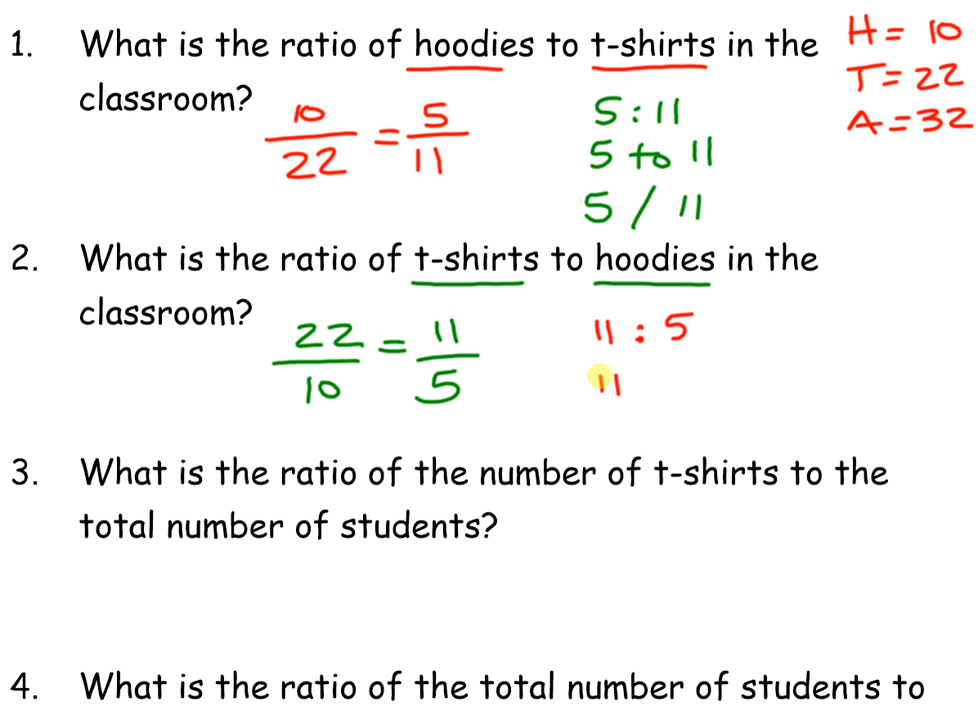 1. What is the ratio of hoodies to t-shirts in the
classroom?
H = 10
T = 22
A = 32
10/22 = 5/11
5 : 11
5 to 11
5 / 11
2. What is the ratio of t-shirts to hoodies in the
classroom?
22/10 = 11/5
11 : 5
11
3. What is the ratio of the number of t-shirts to the
total number of students?
4. What is the ratio of the total number of students to